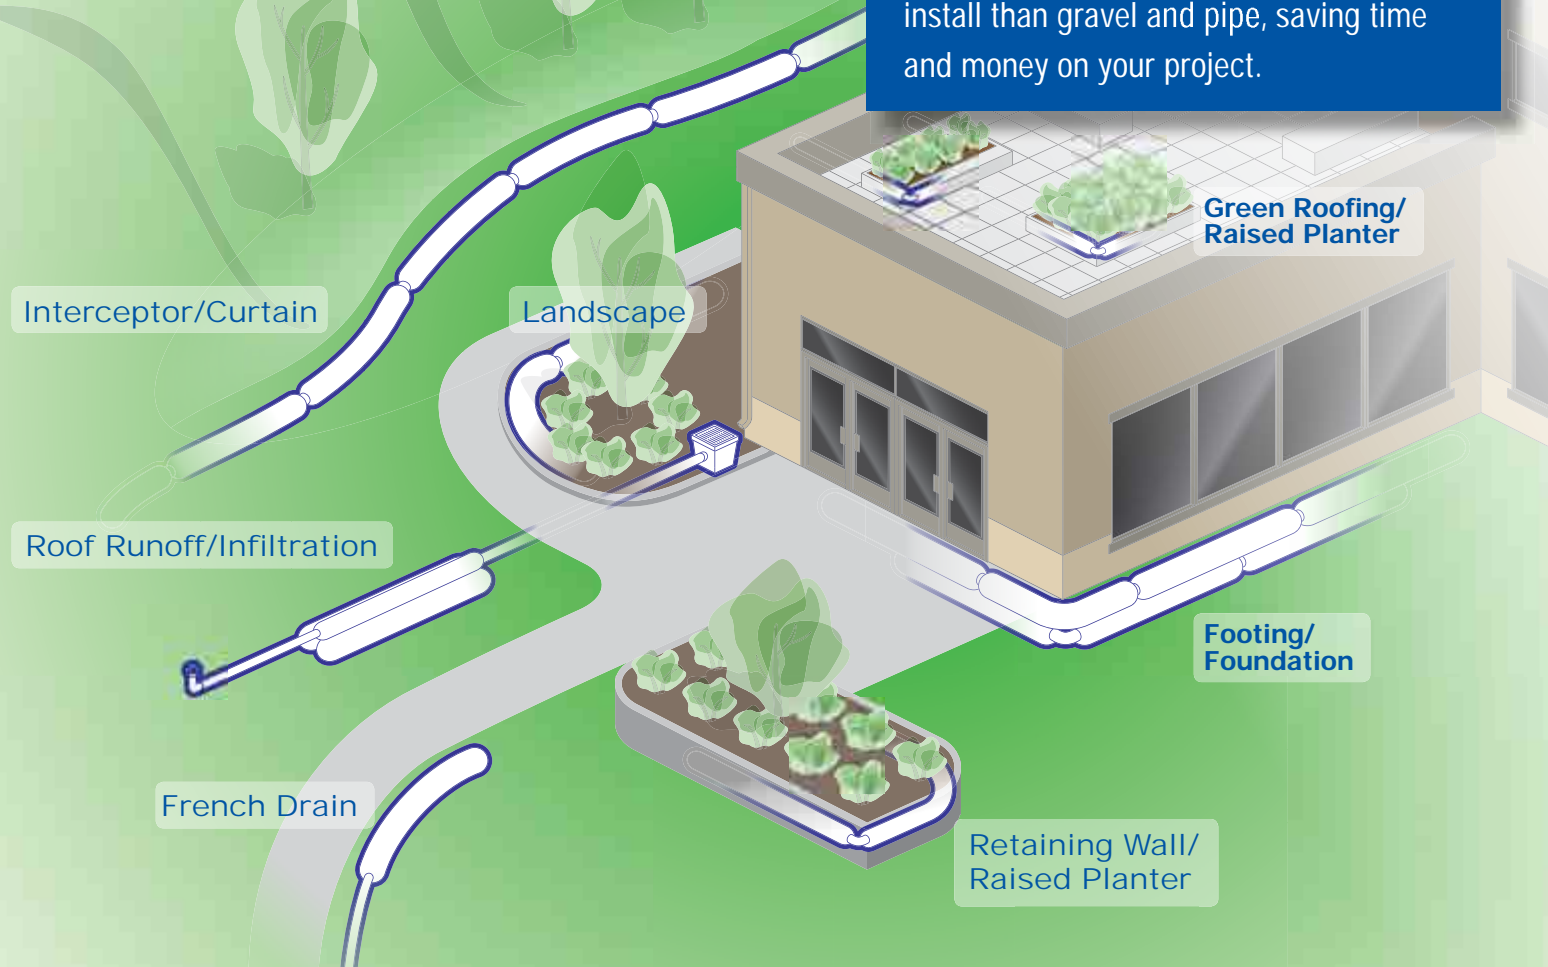 install than gravel and pipe, saving time
and money on your project.
Green Roofing/
Raised Planter
Interceptor/Curtain
Landscape
Roof Runoff/Infiltration
Footing/
Foundation
French Drain
Retaining Wall/
Raised Planter